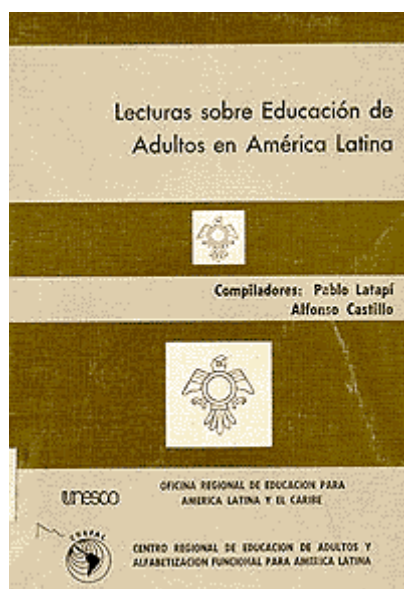 Lecturas sobre Educación de
Adultos en América Latina
Compiladores: Pablo Latapí
Alfonso Castillo
unesco
OFICINA REGIONAL DE EDUCACION PARA
AMERICA LATINA Y EL CARIBE
CREFAL
CENTRO REGIONAL DE EDUCACION DE ADULTOS Y
ALFABETIZACION FUNCIONAL PARA AMERICA LATINA